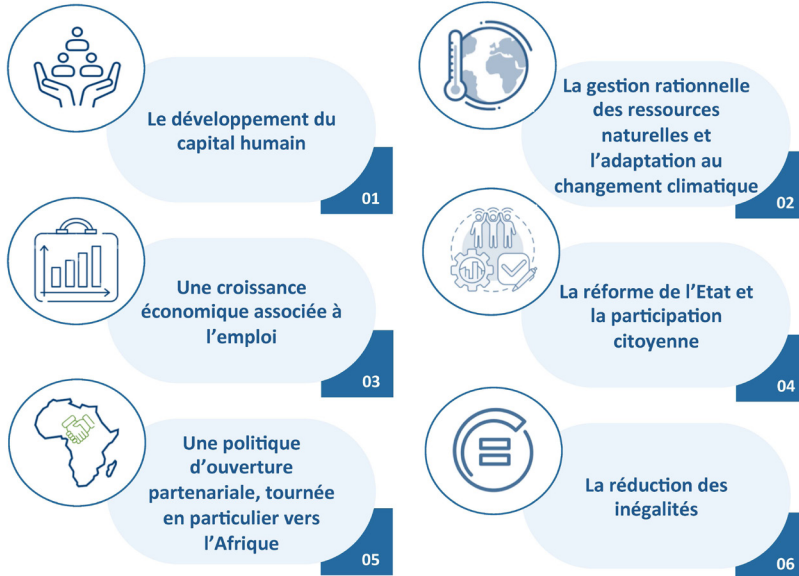 Le développement du
capital humain
01
La gestion rationnelle
des ressources
naturelles et
l’adaptation au
changement climatique
02
Une croissance
économique associée à
l’emploi
03
La réforme de l’Etat et
la participation
citoyenne
04
Une politique
d’ouverture
partenariale, tournée
en particulier vers
l’Afrique
05
La réduction des
inégalités
06